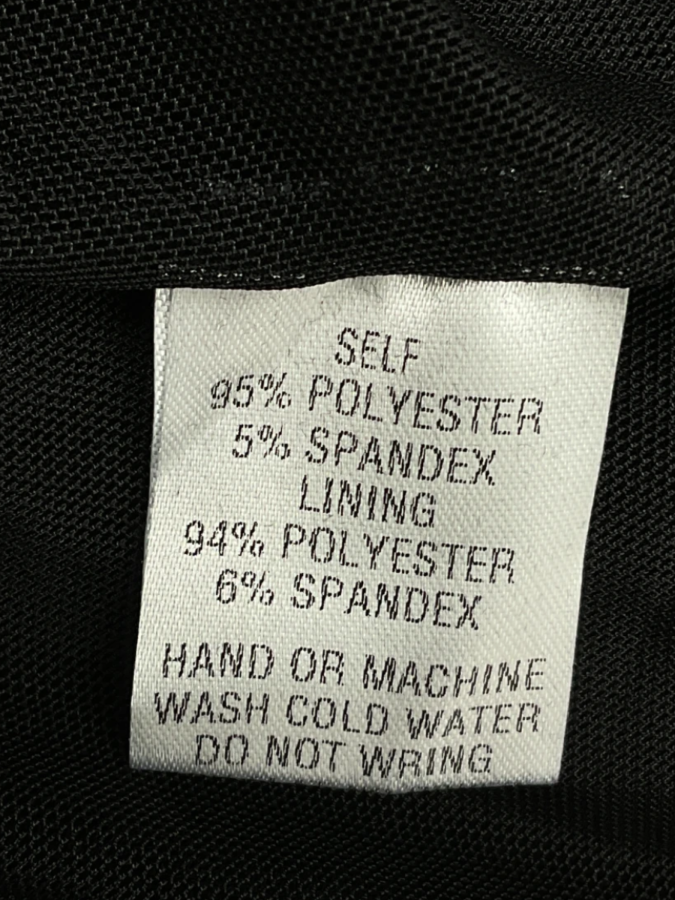 SELF
95% POLYESTER
5% SPANDEX
LINING
94% POLYESTER
6% SPANDEX
HAND OR MACHINE
WASH COLD WATER
DO NOT WRING